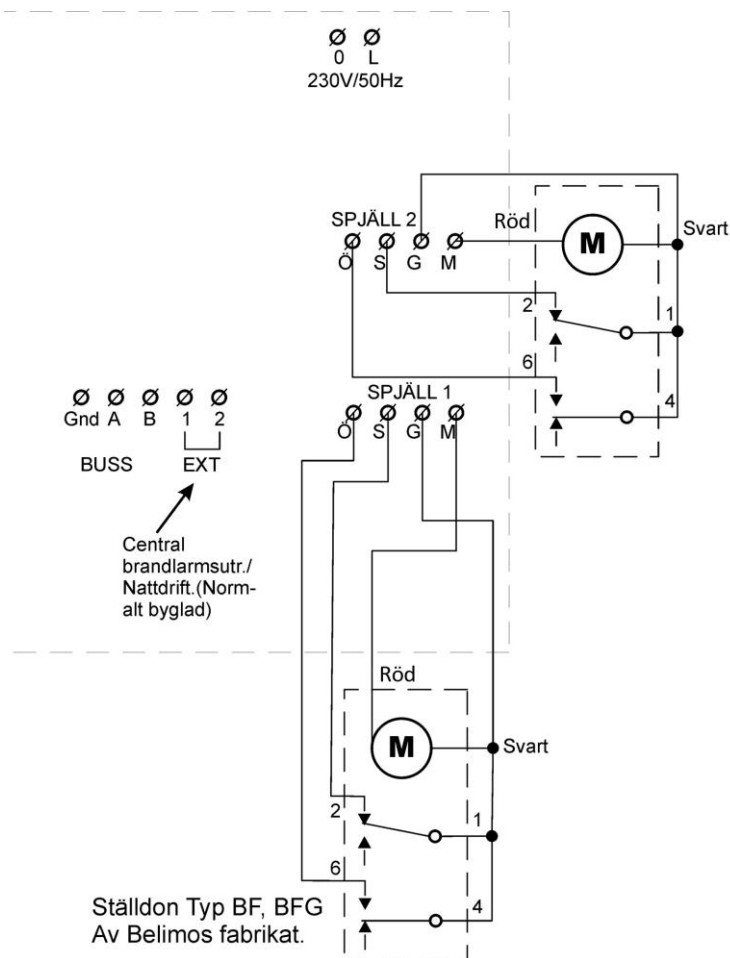 0 L
230V/50Hz
SPJÄLL 2
Ö S G M
Röd
M
Svart
2
1
6
4
SPJÄLL 1
Ö S G M
Gnd A B 1 2
BUSS EXT
Central
brandlarmsutr./
Nattdrift.(Norm-
alt byglad)
Röd
M
Svart
2
1
6
4
Ställdon Typ BF, BFG
Av Belimos fabrikat.